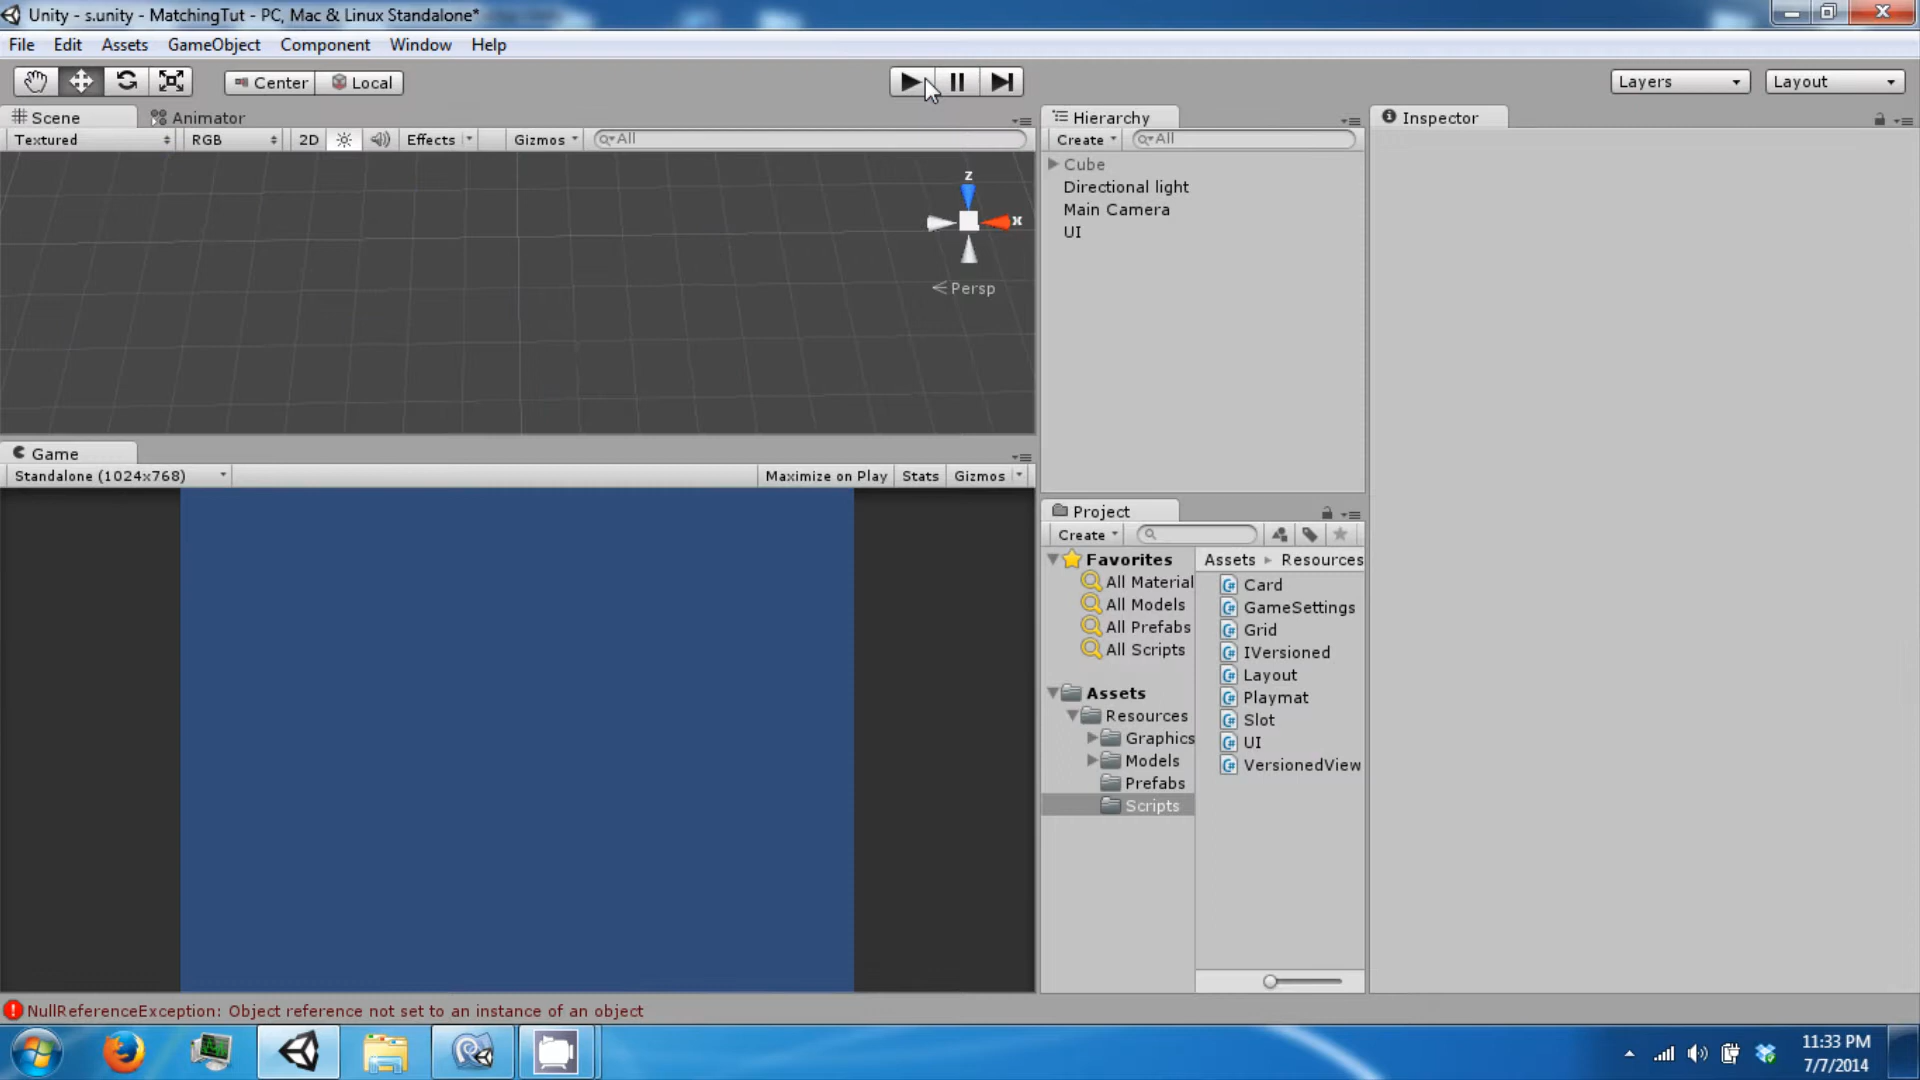 Unity - s.unity - MatchingTut - PC, Mac & Linux Standalone*
File Edit Assets GameObject Component Window Help
Center Local Layers Layout
Scene Animator
Textured RGB 2D Effects Gizmos All
z
x
Persp
Game
Standalone (1024x768) Maximize on Play Stats Gizmos
Hierarchy
Create All
Cube
Directional light
Main Camera
UI
Project
Create
Favorites
All Material
All Models
All Prefabs
All Scripts
Assets
Resources
Graphics
Models
Prefabs
Scripts
Assets Resources
Card
GameSettings
Grid
IVersioned
Layout
Playmat
Slot
UI
VersionedView
Inspector
NullReferenceException: Object reference not set to an instance of an object
11:33 PM
7/7/2014